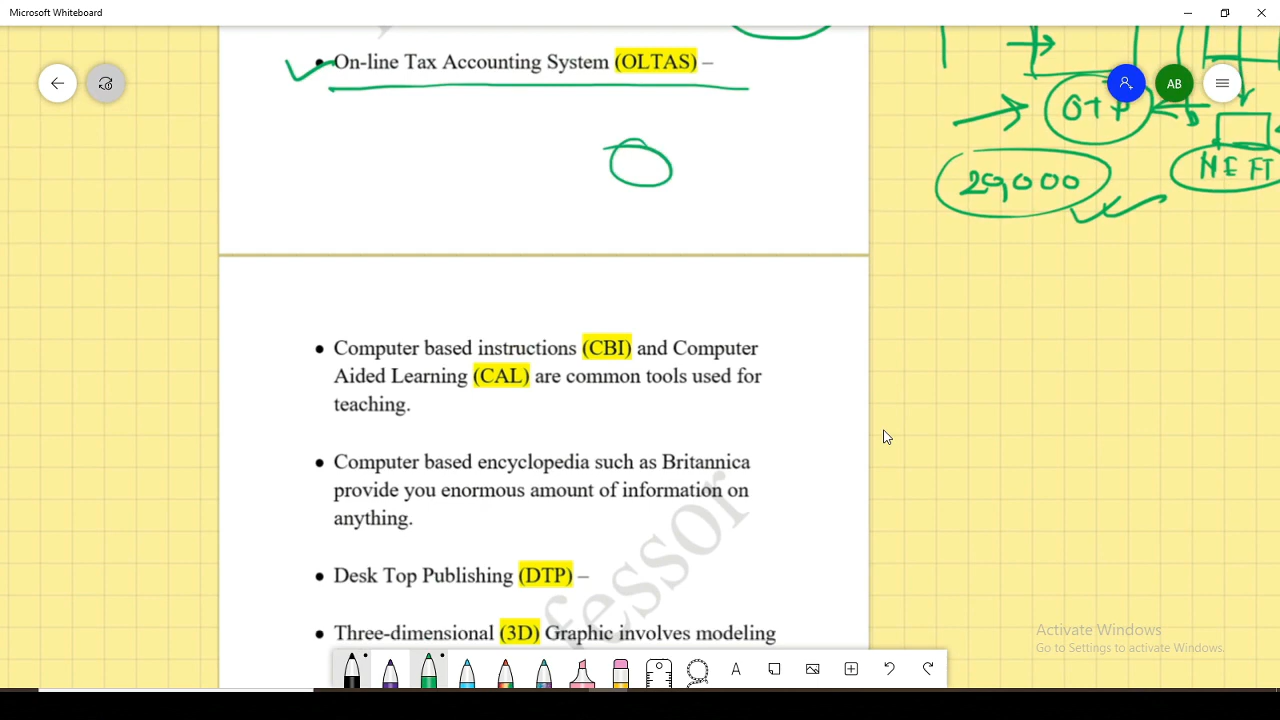 Microsoft Whiteboard
• On-line Tax Accounting System (OLTAS) –
AB
OTP
29000
NEFT
• Computer based instructions (CBI) and Computer
Aided Learning (CAL) are common tools used for
teaching.
• Computer based encyclopedia such as Britannica
provide you enormous amount of information on
anything.
• Desk Top Publishing (DTP) –
• Three-dimensional (3D) Graphic involves modeling
fessor
Activate Windows
Go to Settings to activate Windows.
A